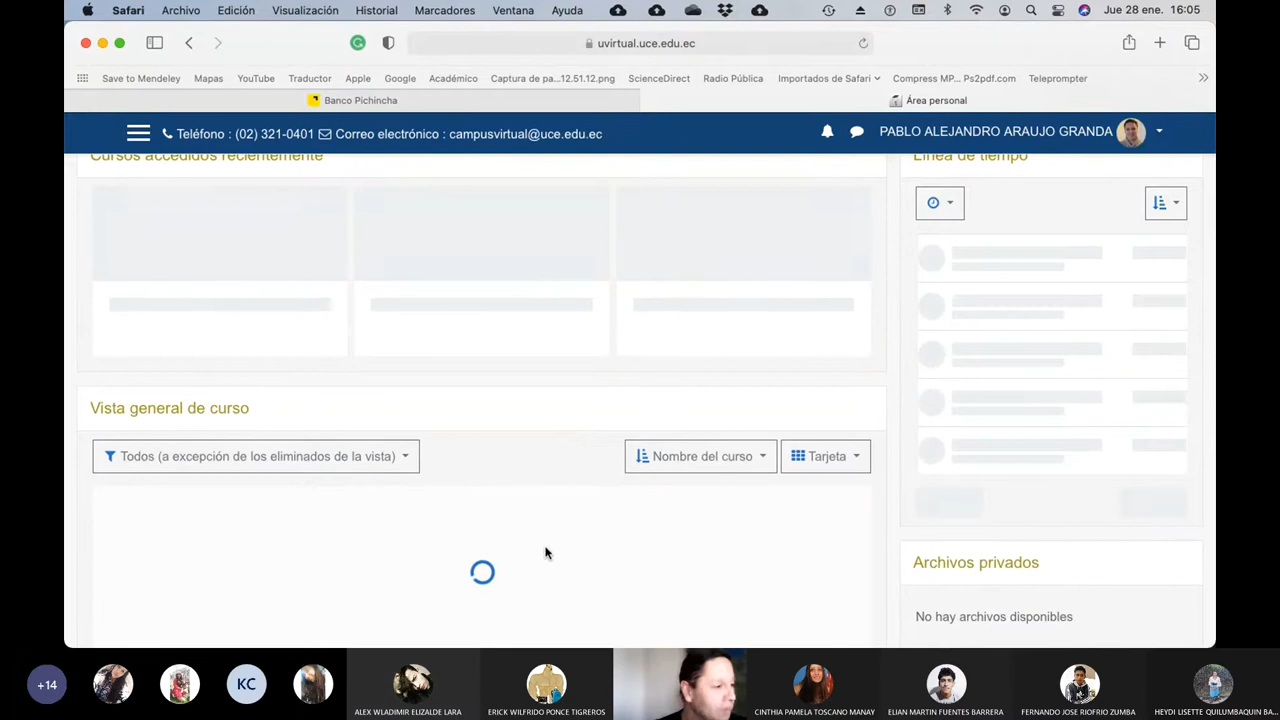 Safari Archivo Edición Visualización Historial Marcadores Ventana Ayuda Jue 28 ene. 16:05
uvirtual.uce.edu.ec
Save to Mendeley Mapas YouTube Traductor Apple Google Académico Captura de pa...12.51.12.png ScienceDirect Radio Pública Importados de Safari Compress MP... Ps2pdf.com Teleprompter
Banco Pichincha Área personal
Teléfono : (02) 321-0401 Correo electrónico : campusvirtual@uce.edu.ec PABLO ALEJANDRO ARAUJO GRANDA
Cursos accedidos recientemente Línea de tiempo
Vista general de curso
Todos (a excepción de los eliminados de la vista) Nombre del curso Tarjeta
Archivos privados
No hay archivos disponibles
+14 KC
ALEX WLADIMIR ELIZALDE LARA ERICK WILFRIDO PONCE TIGREROS CINTHIA PAMELA TOSCANO MANAY ELIAN MARTIN FUENTES BARRERA FERNANDO JOSE RIOFRIO ZUMBA HEYDI LISETTE QUILUMBAQUIN BA...